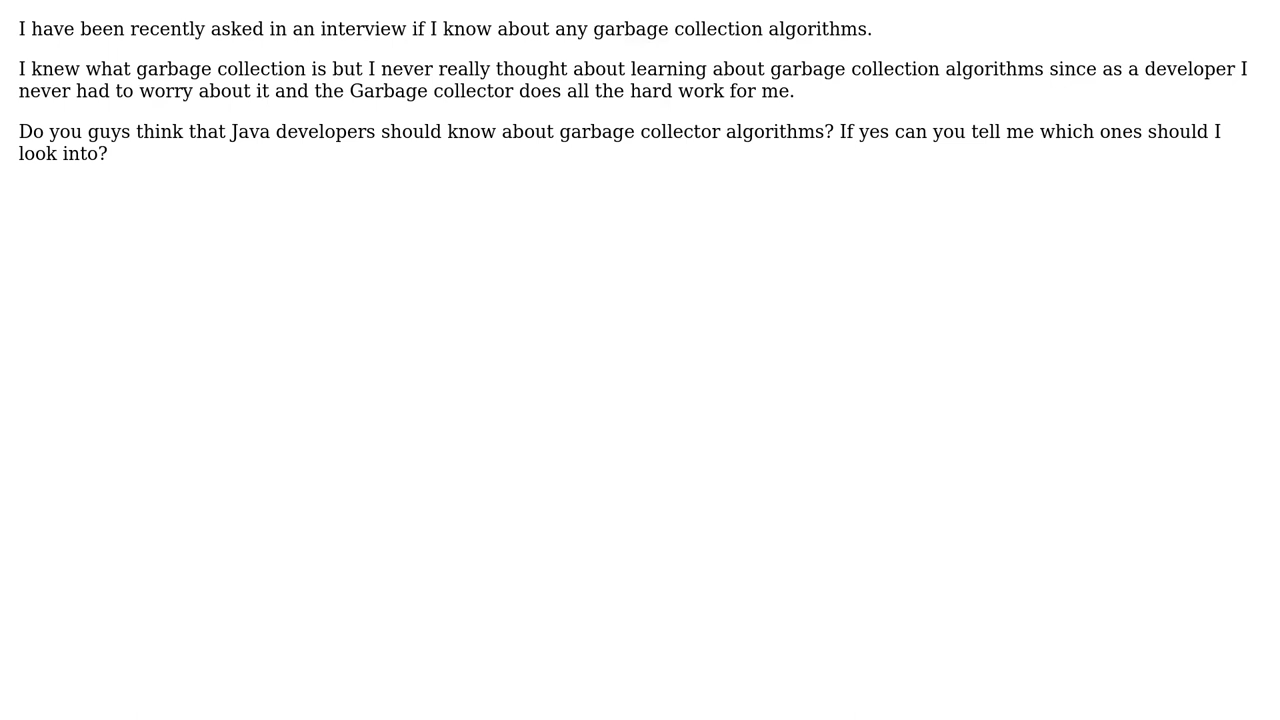 I have been recently asked in an interview if I know about any garbage collection algorithms.
I knew what garbage collection is but I never really thought about learning about garbage collection algorithms since as a developer I
never had to worry about it and the Garbage collector does all the hard work for me.
Do you guys think that Java developers should know about garbage collector algorithms? If yes can you tell me which ones should I
look into?